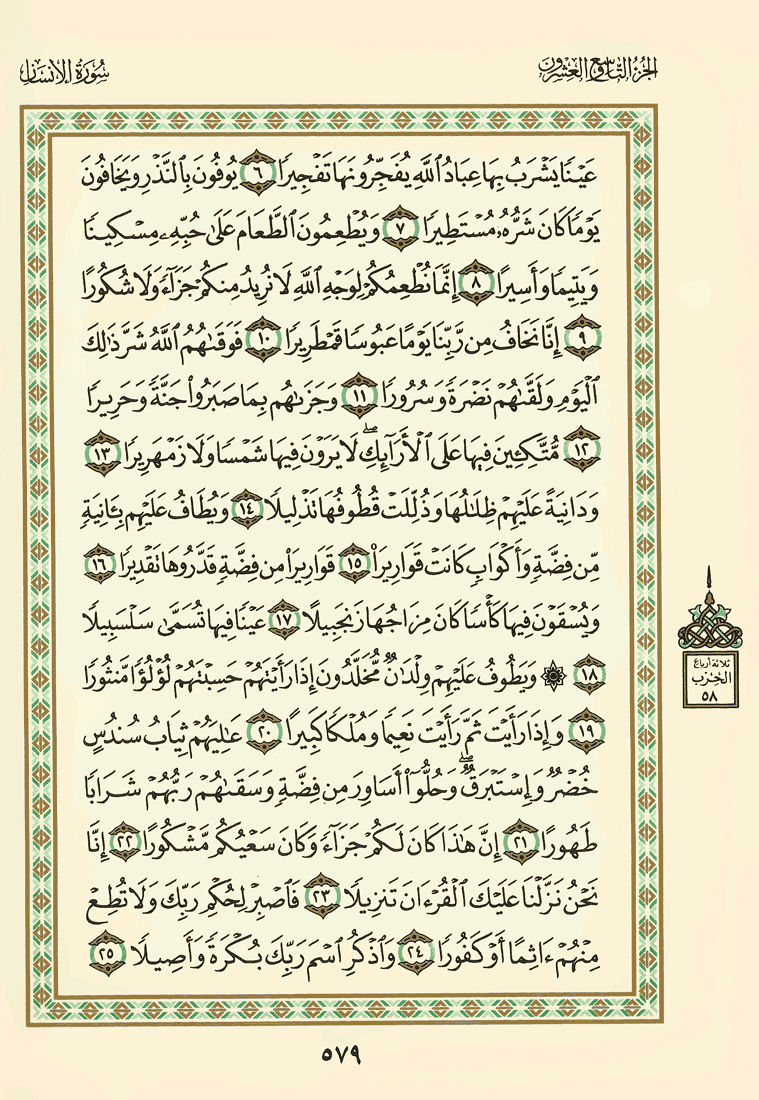 الجزء التاسع العشرون
سورة الإنسان
عَيْنًا يَشْرَبُ بِهَا عِبَادُ ٱللَّهِ يُفَجِّرُونَهَا تَفْجِيرًا ٦ يُوفُونَ بِٱلنَّذْرِ وَيَخَافُونَ
يَوْمًا كَانَ شَرُّهُۥ مُسْتَطِيرًا ٧ وَيُطْعِمُونَ ٱلطَّعَامَ عَلَىٰ حُبِّهِۦ مِسْكِينًا
وَيَتِيمًا وَأَسِيرًا ٨ إِنَّمَا نُطْعِمُكُمْ لِوَجْهِ ٱللَّهِ لَا نُرِيدُ مِنكُمْ جَزَآءً وَلَا شُكُورًا
٩ إِنَّا نَخَافُ مِن رَّبِّنَا يَوْمًا عَبُوسًا قَمْطَرِيرًا ١٠ فَوَقَىٰهُمُ ٱللَّهُ شَرَّ ذَٰلِكَ
ٱلْيَوْمِ وَلَقَّىٰهُمْ نَضْرَةً وَسُرُورًا ١١ وَجَزَىٰهُم بِمَا صَبَرُوا۟ جَنَّةً وَحَرِيرًا
١٢ مُّتَّكِـِٔينَ فِيهَا عَلَى ٱلْأَرَآئِكِ ۖ لَا يَرَوْنَ فِيهَا شَمْسًا وَلَا زَمْهَرِيرًا ١٣
وَدَانِيَةً عَلَيْهِمْ ظِلَٰلُهَا وَذُلِّلَتْ قُطُوفُهَا تَذْلِيلًا ١٤ وَيُطَافُ عَلَيْهِم بِـَٔانِيَةٍ
مِّن فِضَّةٍ وَأَكْوَابٍ كَانَتْ قَوَارِيرَا۠ ١٥ قَوَارِيرَا۟ مِن فِضَّةٍ قَدَّرُوهَا تَقْدِيرًا ١٦
وَيُسْقَوْنَ فِيهَا كَأْسًا كَانَ مِزَاجُهَا زَنجَبِيلًا ١٧ عَيْنًا فِيهَا تُسَمَّىٰ سَلْسَبِيلًا
١٨ ۞ وَيَطُوفُ عَلَيْهِمْ وِلْدَٰنٌ مُّخَلَّدُونَ إِذَا رَأَيْتَهُمْ حَسِبْتَهُمْ لُؤْلُؤًا مَّنثُورًا
١٩ وَإِذَا رَأَيْتَ ثَمَّ رَأَيْتَ نَعِيمًا وَمُلْكًا كَبِيرًا ٢٠ عَٰلِيَهُمْ ثِيَابُ سُندُسٍ
خُضْرٌ وَإِسْتَبْرَقٌ ۖ وَحُلُّوٓا۟ أَسَاوِرَ مِن فِضَّةٍ وَسَقَىٰهُمْ رَبُّهُمْ شَرَابًا
طَهُورًا ٢١ إِنَّ هَٰذَا كَانَ لَكُمْ جَزَآءً وَكَانَ سَعْيُكُم مَّشْكُورًا ٢٢ إِنَّا
نَحْنُ نَزَّلْنَا عَلَيْكَ ٱلْقُرْءَانَ تَنزِيلًا ٢٣ فَٱصْبِرْ لِحُكْمِ رَبِّكَ وَلَا تُطِعْ
مِنْهُمْ ءَاثِمًا أَوْ كَفُورًا ٢٤ وَٱذْكُرِ ٱسْمَ رَبِّكَ بُكْرَةً وَأَصِيلًا ٢٥
ثلاثة أرباع
الحزب
٥٨
٥٧٩